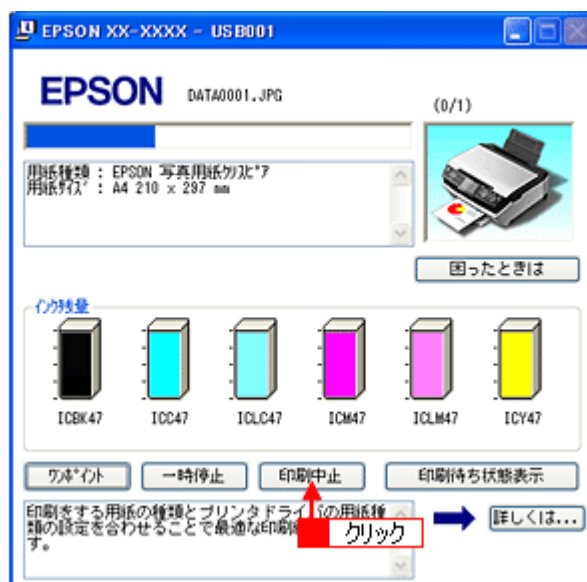 EPSON XX-XXXX - USB001
EPSON DATA0001.JPG
(0/1)
用紙種類 : EPSON 写真用紙ｸﾘｽﾋﾟｱ
用紙ｻｲｽﾞ : A4 210 x 297 mm
困ったときは
ｲﾝｸ残量
ICBK47 ICC47 ICLC47 ICM47 ICLM47 ICY47
ﾜﾝﾎﾟｲﾝﾄ 一時停止 印刷中止 印刷待ち状態表示
印刷をする用紙の種類とプリンタドライバの用紙種
類の設定を合わせることで最適な印刷
す。
クリック
詳しくは...